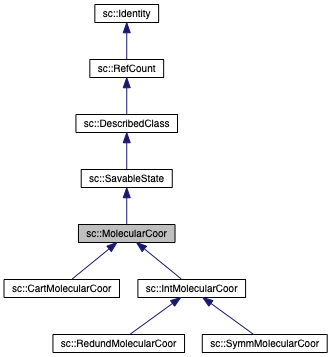 sc::Identity
sc::RefCount
sc::DescribedClass
sc::SavableState
sc::MolecularCoor
sc::CartMolecularCoor
sc::IntMolecularCoor
sc::RedundMolecularCoor
sc::SymmMolecularCoor